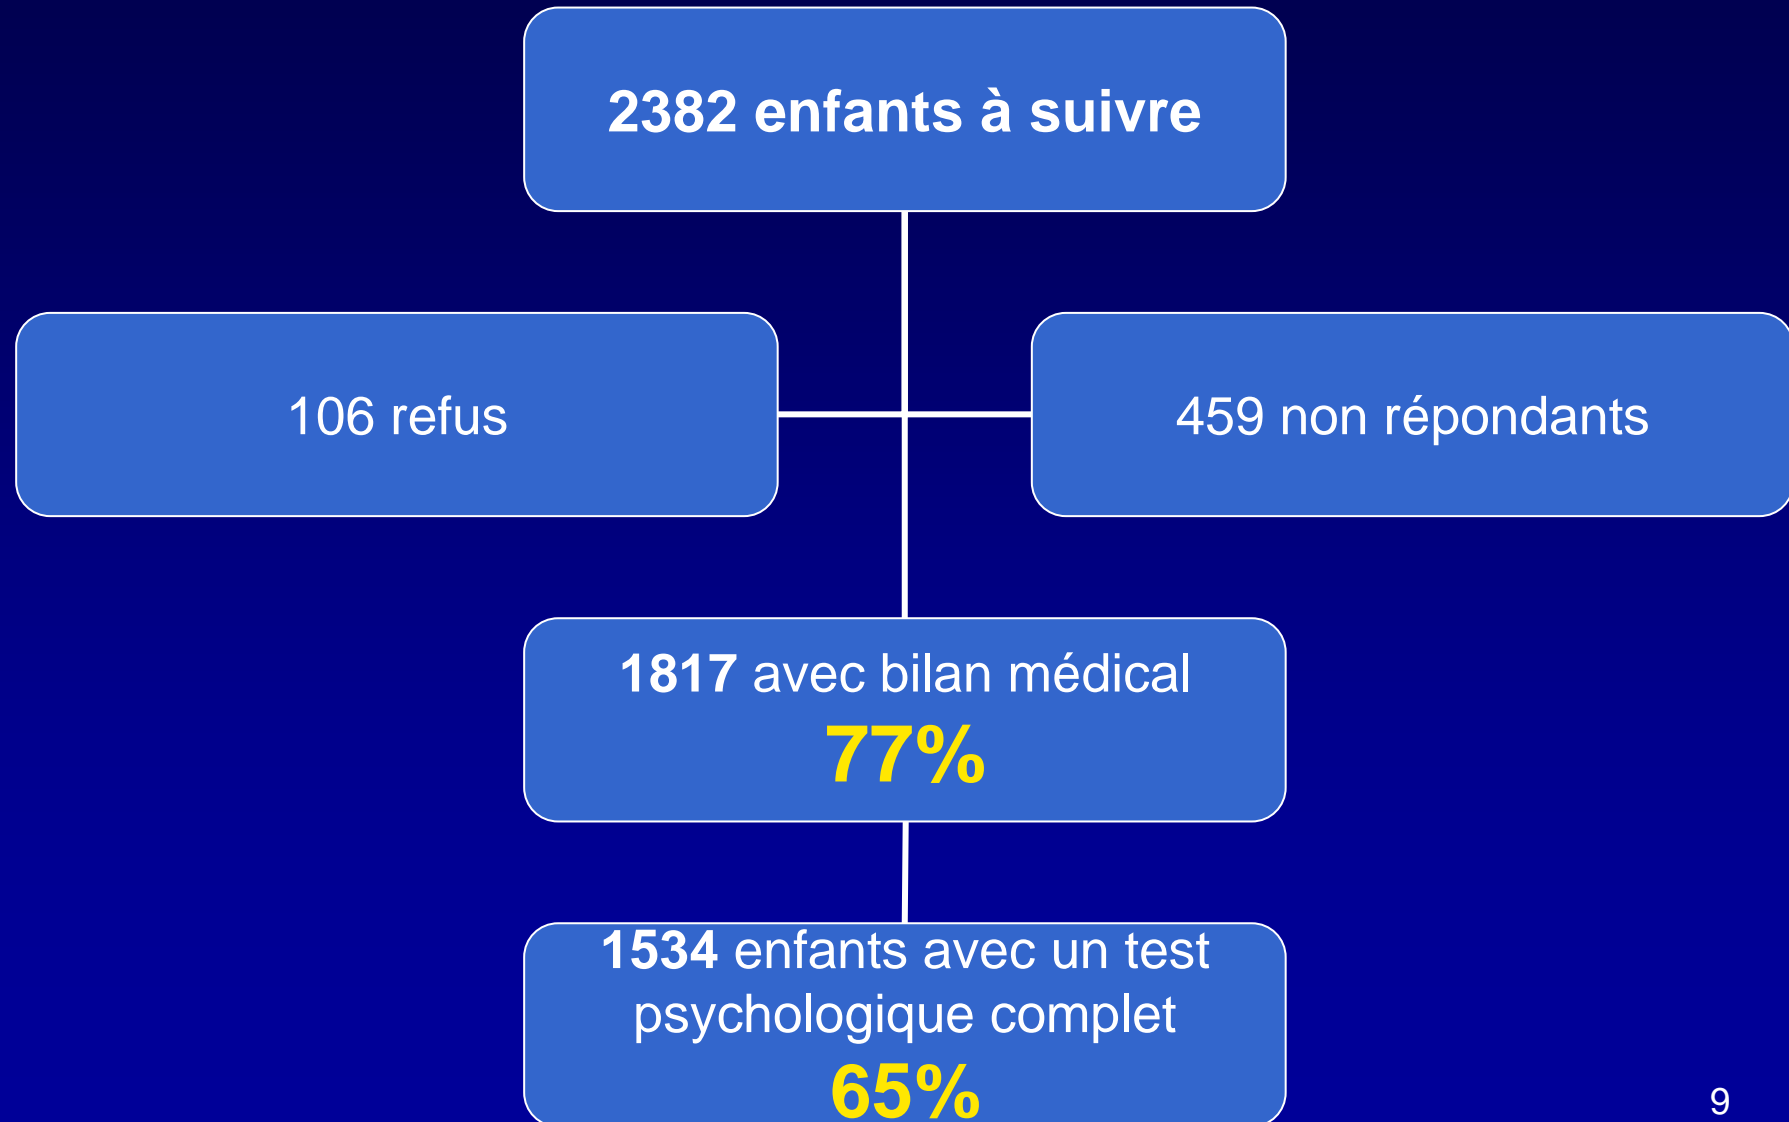 2382 enfants à suivre
106 refus
459 non répondants
1817 avec bilan médical
77%
1534 enfants avec un test
psychologique complet
65%
9